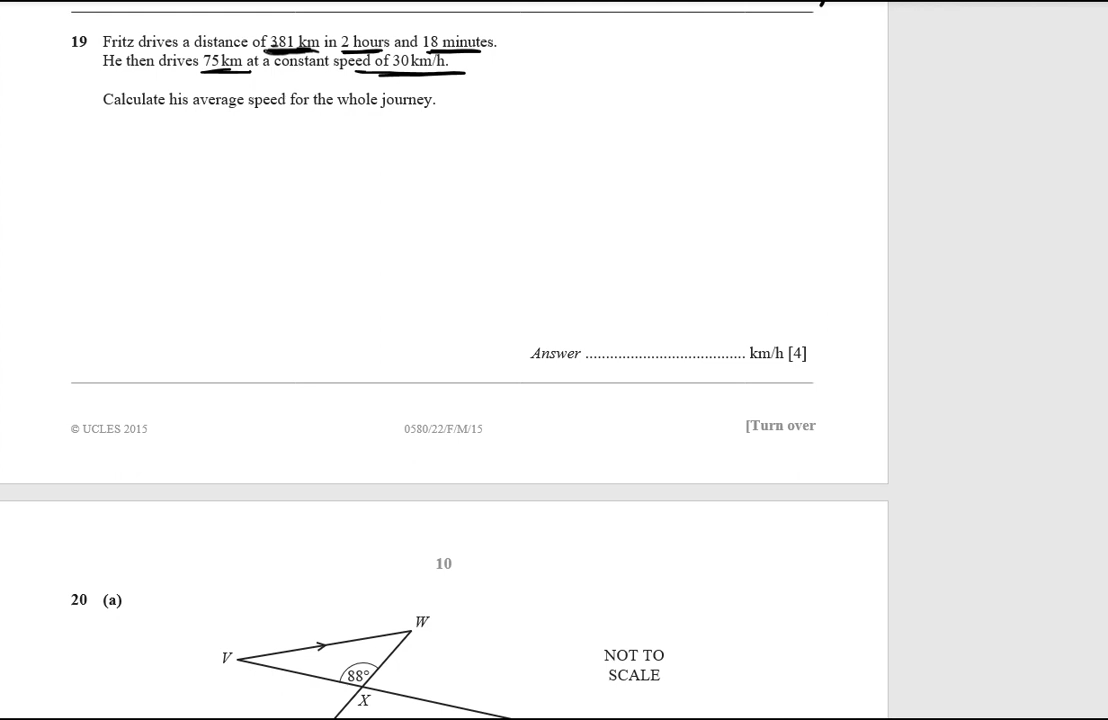 19 Fritz drives a distance of 381 km in 2 hours and 18 minutes.
He then drives 75 km at a constant speed of 30 km/h.
Calculate his average speed for the whole journey.
Answer ....................................... km/h [4]
© UCLES 2015 0580/22/F/M/15 [Turn over
10
20 (a)
W
V
NOT TO
SCALE
88°
X